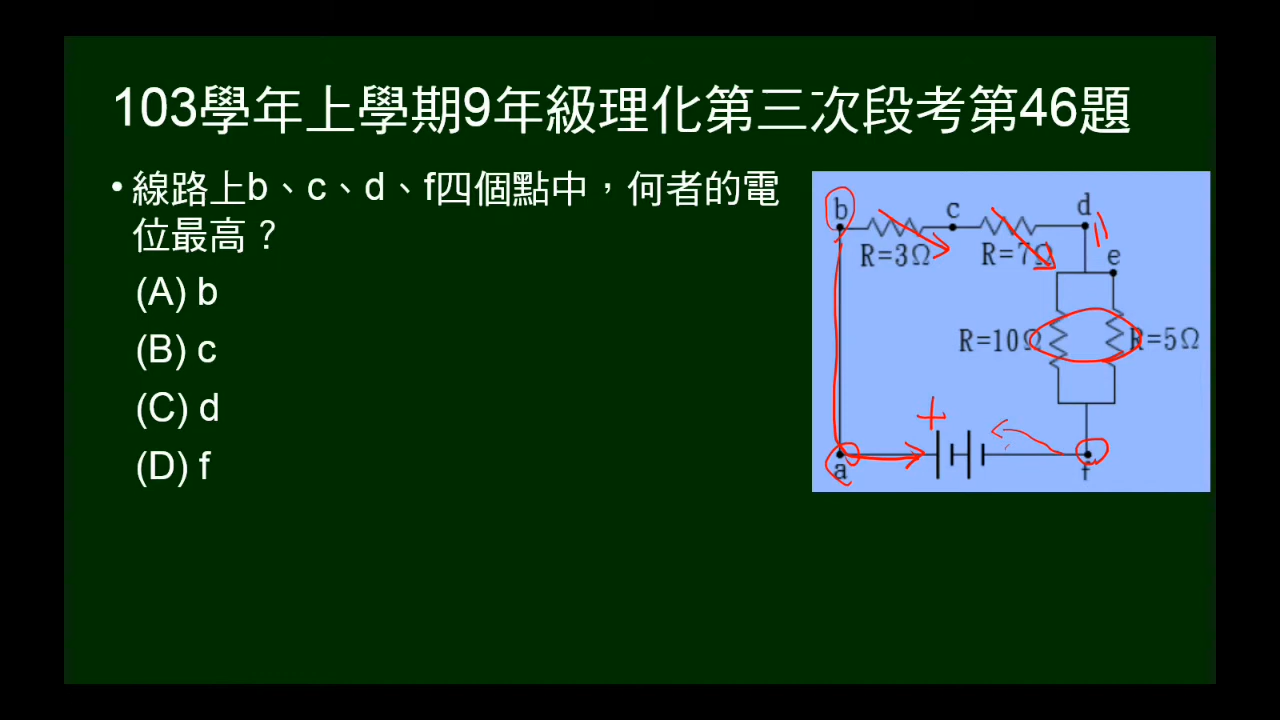 103學年上學期9年級理化第三次段考第46題
• 線路上b、c、d、f四個點中，何者的電
位最高？
(A) b
(B) c
(C) d
(D) f
b c d
R=3Ω R=7Ω e
R=10Ω R=5Ω
+
a f